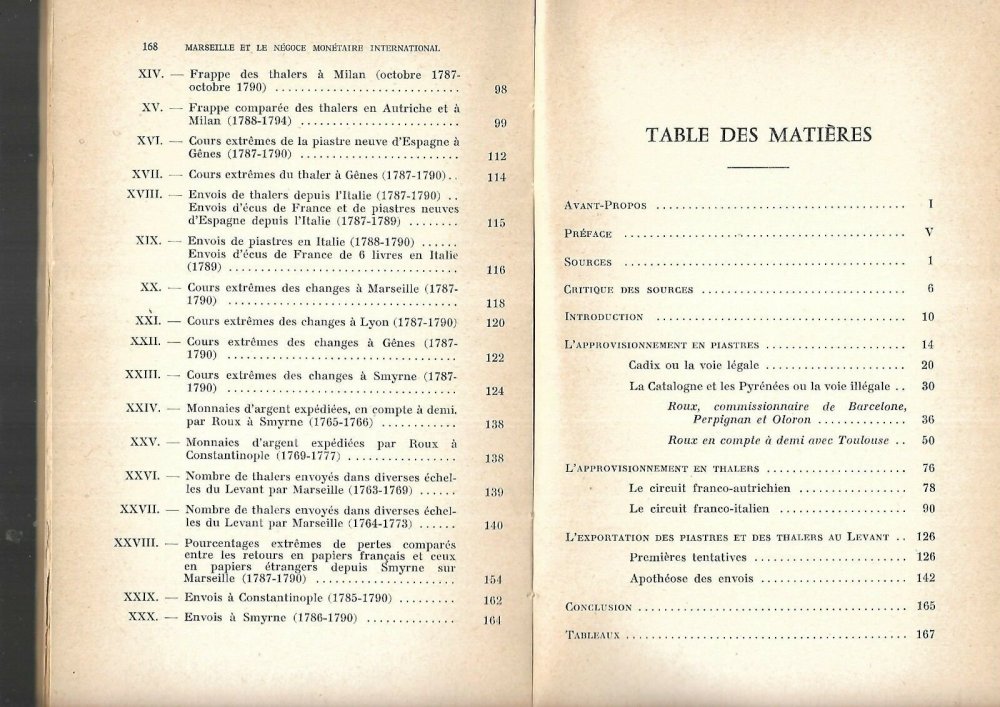 168 MARSEILLE ET LE NÉGOCE MONÉTAIRE INTERNATIONAL
XIV. — Frappe des thalers à Milan (octobre 1787-
octobre 1790) ............................ 98
XV. — Frappe comparée des thalers en Autriche et à
Milan (1788-1794) ........................ 99
XVI. — Cours extrêmes de la piastre neuve d'Espagne à
Gênes (1787-1790) ........................ 112
XVII. — Cours extrêmes du thaler à Gênes (1787-1790).. 114
XVIII. — Envois de thalers depuis l'Italie (1787-1790) ..
Envois d'écus de France et de piastres neuves
d'Espagne depuis l'Italie (1787-1789) ........ 115
XIX. — Envois de piastres en Italie (1788-1790) ......
Envois d'écus de France de 6 livres en Italie
(1789) ................................... 116
XX. — Cours extrêmes des changes à Marseille (1787-
1790) ................................... 118
XXI. — Cours extrêmes des changes à Lyon (1787-1790) 120
XXII. — Cours extrêmes des changes à Gênes (1787-
1790) ................................... 122
XXIII. — Cours extrêmes des changes à Smyrne (1787-
1790) ................................... 124
XXIV. — Monnaies d'argent expédiées, en compte à demi,
par Roux à Smyrne (1765-1766) ............ 138
XXV. — Monnaies d'argent expédiées par Roux à
Constantinople (1769-1777) ................ 138
XXVI. — Nombre de thalers envoyés dans diverses échel-
les du Levant par Marseille (1763-1769) ...... 139
XXVII. — Nombre de thalers envoyés dans diverses échel-
les du Levant par Marseille (1764-1773) ...... 140
XXVIII. — Pourcentages extrêmes de pertes comparés
entre les retours en papiers français et ceux
en papiers étrangers depuis Smyrne sur
Marseille (1787-1790) ..................... 154
XXIX. — Envois à Constantinople (1785-1790) ......... 162
XXX. — Envois à Smyrne (1786-1790) .............. 164
TABLE DES MATIÈRES
AVANT-PROPOS ...................................... I
PRÉFACE ........................................... V
SOURCES ........................................... 1
CRITIQUE DES SOURCES ............................... 6
INTRODUCTION ...................................... 10
L'APPROVISIONNEMENT EN PIASTRES ..................... 14
Cadix ou la voie légale ..................... 20
La Catalogne et les Pyrénées ou la voie illégale .. 30
Roux, commissionnaire de Barcelone,
Perpignan et Oloron ............. 36
Roux en compte à demi avec Toulouse .. 50
L'APPROVISIONNEMENT EN THALERS ..................... 76
Le circuit franco-autrichien ................ 78
Le circuit franco-italien ................... 90
L'EXPORTATION DES PIASTRES ET DES THALERS AU LEVANT .. 126
Premières tentatives ....................... 126
Apothéose des envois ...................... 142
CONCLUSION ......................................... 165
TABLEAUX ........................................... 167